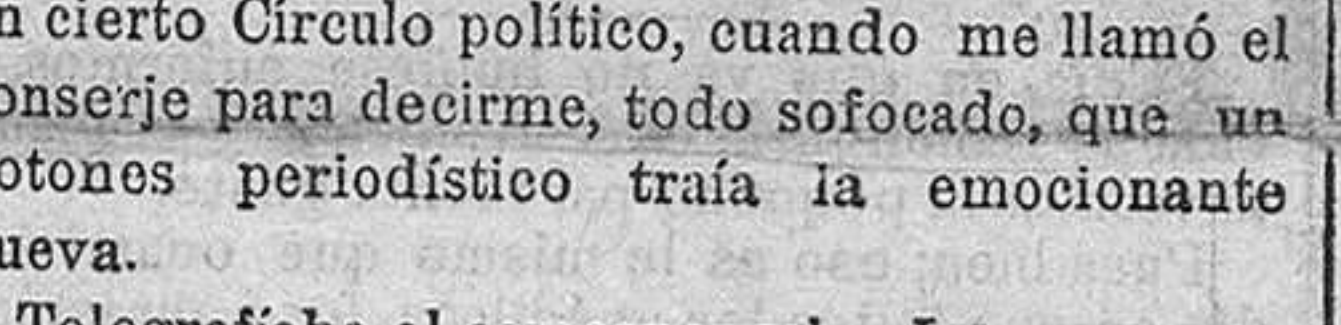 n cierto Círculo político, cuando me llamó el
onserje para decirme, todo sofocado, que un
otones periodístico traía la emocionante
ueva.